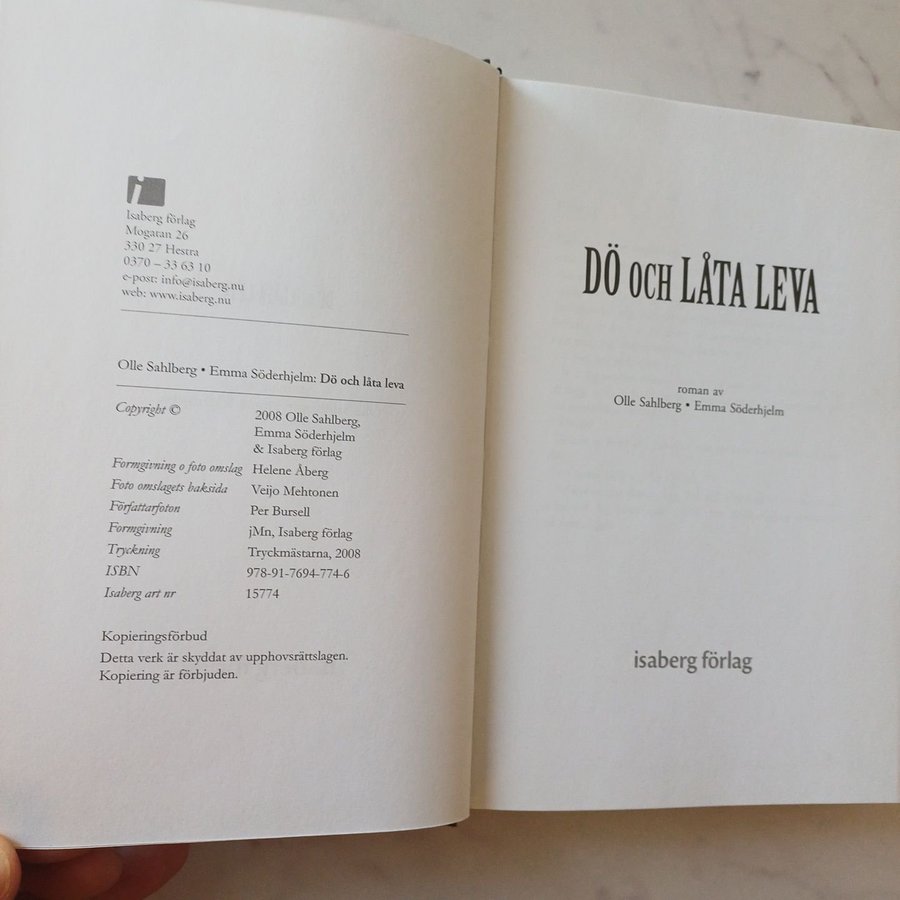 i
Isaberg förlag
Mogatan 26
330 27 Hestra
0370 – 33 63 10
e-post: info@isaberg.nu
web: www.isaberg.nu
Olle Sahlberg • Emma Söderhjelm: Dö och låta leva
Copyright © 2008 Olle Sahlberg,
Emma Söderhjelm
& Isaberg förlag
Formgivning o foto omslag Helene Åberg
Foto omslagets baksida Veijo Mehtonen
Författarfoton Per Bursell
Formgivning jMn, Isaberg förlag
Tryckning Tryckmästarna, 2008
ISBN 978-91-7694-774-6
Isaberg art nr 15774
Kopieringsförbud
Detta verk är skyddat av upphovsrättslagen.
Kopiering är förbjuden.
DÖ OCH LÅTA LEVA
roman av
Olle Sahlberg • Emma Söderhjelm
isaberg förlag